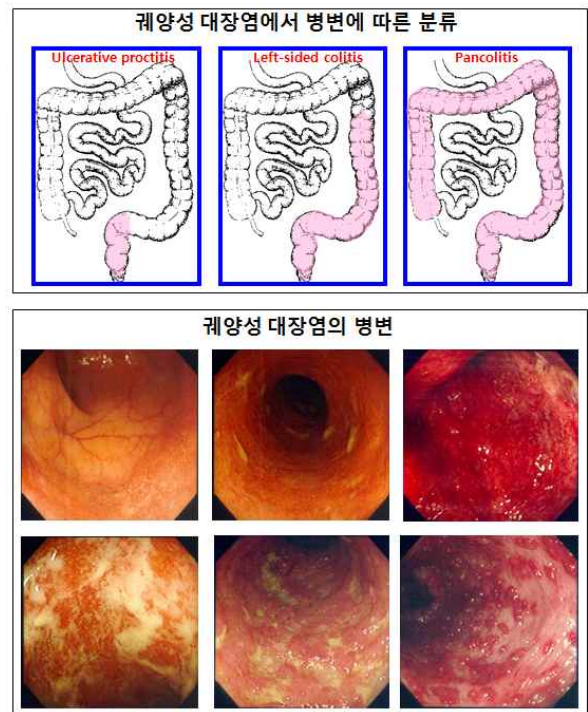 궤양성 대장염에서 병변에 따른 분류
Ulcerative proctitis
Left-sided colitis
Pancolitis
궤양성 대장염의 병변